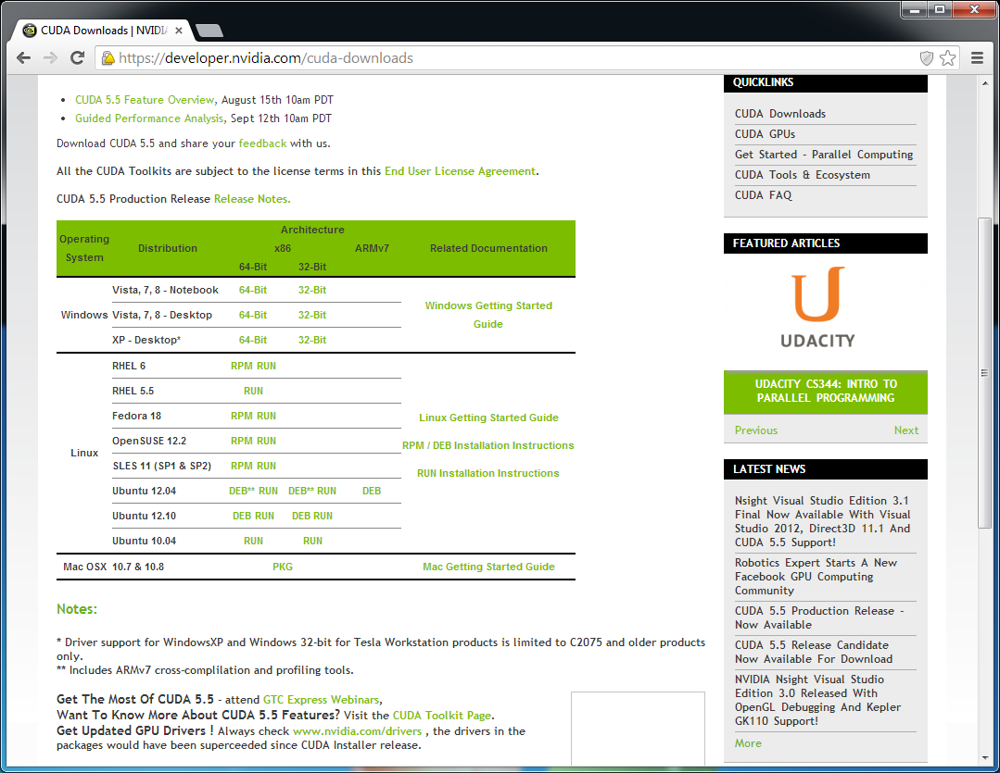 CUDA Downloads | NVIDIA
https://developer.nvidia.com/cuda-downloads
• CUDA 5.5 Feature Overview, August 15th 10am PDT
• Guided Performance Analysis, Sept 12th 10am PDT
Download CUDA 5.5 and share your feedback with us.
All the CUDA Toolkits are subject to the license terms in this End User License Agreement.
CUDA 5.5 Production Release Release Notes.
Operating System Distribution Architecture Related Documentation
x86 ARMv7
64-Bit 32-Bit
Windows
Vista, 7, 8 - Notebook 64-Bit 32-Bit
Vista, 7, 8 - Desktop 64-Bit 32-Bit
XP - Desktop* 64-Bit 32-Bit
Windows Getting Started
Guide
Linux
RHEL 6 RPM RUN
RHEL 5.5 RUN
Fedora 18 RPM RUN
OpenSUSE 12.2 RPM RUN
SLES 11 (SP1 & SP2) RPM RUN
Ubuntu 12.04 DEB** RUN DEB** RUN DEB
Ubuntu 12.10 DEB RUN DEB RUN
Ubuntu 10.04 RUN RUN
Linux Getting Started Guide
RPM / DEB Installation Instructions
RUN Installation Instructions
Mac OSX 10.7 & 10.8 PKG Mac Getting Started Guide
Notes:
* Driver support for WindowsXP and Windows 32-bit for Tesla Workstation products is limited to C2075 and older products
only.
** Includes ARMv7 cross-complilation and profiling tools.
Get The Most Of CUDA 5.5 - attend GTC Express Webinars,
Want To Know More About CUDA 5.5 Features? Visit the CUDA Toolkit Page.
Get Updated GPU Drivers ! Always check www.nvidia.com/drivers , the drivers in the
packages would have been superceeded since CUDA Installer release.
QUICKLINKS
CUDA Downloads
CUDA GPUs
Get Started - Parallel Computing
CUDA Tools & Ecosystem
CUDA FAQ
FEATURED ARTICLES
UDACITY
UDACITY CS344: INTRO TO
PARALLEL PROGRAMMING
Previous Next
LATEST NEWS
Nsight Visual Studio Edition 3.1
Final Now Available With Visual
Studio 2012, Direct3D 11.1 And
CUDA 5.5 Support!
Robotics Expert Starts A New
Facebook GPU Computing
Community
CUDA 5.5 Production Release -
Now Available
CUDA 5.5 Release Candidate
Now Available For Download
NVIDIA Nsight Visual Studio
Edition 3.0 Released With
OpenGL Debugging And Kepler
GK110 Support!
More